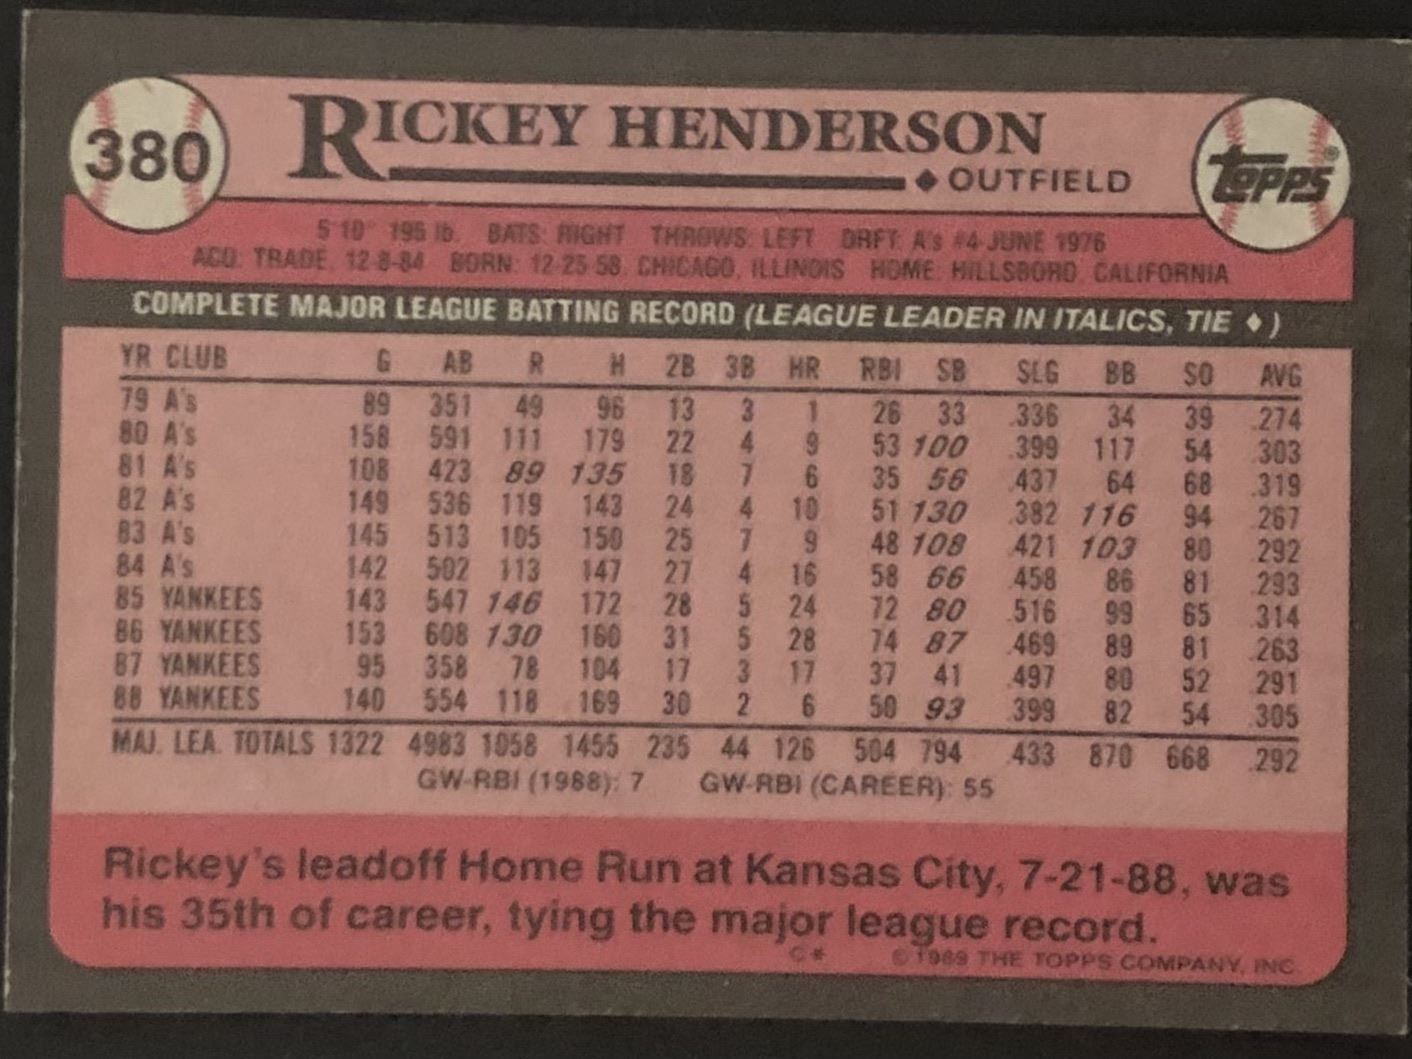 380
RICKEY HENDERSON
♦ OUTFIELD
TOPPS®
5'10" 195 lb. BATS: RIGHT THROWS: LEFT DRFT: A's #4-JUNE 1976
ACQ: TRADE, 12-8-84 BORN: 12-25-58, CHICAGO, ILLINOIS HOME: HILLSBORO, CALIFORNIA
COMPLETE MAJOR LEAGUE BATTING RECORD (LEAGUE LEADER IN ITALICS, TIE ♦)
YR CLUB G AB R H 2B 3B HR RBI SB SLG BB SO AVG
79 A's 89 351 49 96 13 3 1 26 33 .336 34 39 .274
80 A's 158 591 111 179 22 4 9 53 100 .399 117 54 .303
81 A's 108 423 89 135 18 7 6 35 56 .437 64 68 .319
82 A's 149 536 119 143 24 4 10 51 130 .382 116 94 .267
83 A's 145 513 105 150 25 7 9 48 108 .421 103 80 .292
84 A's 142 502 113 147 27 4 16 58 66 .458 86 81 .293
85 YANKEES 143 547 146 172 28 5 24 72 80 .516 99 65 .314
86 YANKEES 153 608 130 160 31 5 28 74 87 .469 89 81 .263
87 YANKEES 95 358 78 104 17 3 17 37 41 .497 80 52 .291
88 YANKEES 140 554 118 169 30 2 6 50 93 .399 82 54 .305
MAJ. LEA. TOTALS 1322 4983 1058 1455 235 44 126 504 794 .433 870 668 .292
GW-RBI (1988): 7 GW-RBI (CAREER): 55
Rickey's leadoff Home Run at Kansas City, 7-21-88, was
his 35th of career, tying the major league record.
C* © 1989 THE TOPPS COMPANY, INC.